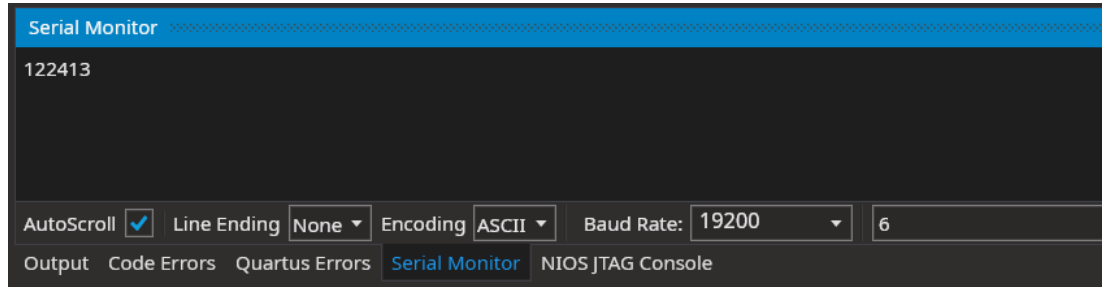 Serial Monitor
122413
AutoScroll Line Ending None Encoding ASCII Baud Rate: 19200 6
Output Code Errors Quartus Errors Serial Monitor NIOS JTAG Console